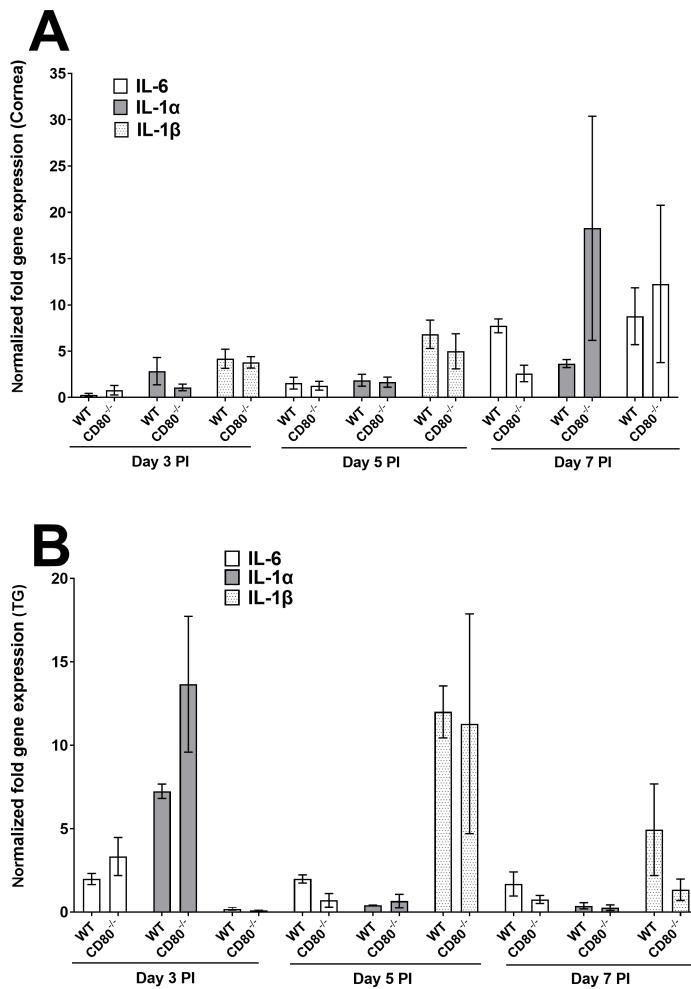 A
Normalized fold gene expression (Cornea)
35
30
25
20
15
10
5
0
IL-6
IL-1α
IL-1β
WT CD80-/- WT CD80-/- WT CD80-/- WT CD80-/- WT CD80-/- WT CD80-/- WT CD80-/- WT CD80-/- WT CD80-/-
Day 3 PI Day 5 PI Day 7 PI
B
Normalized fold gene expression (TG)
20
15
10
5
0
IL-6
IL-1α
IL-1β
WT CD80-/- WT CD80-/- WT CD80-/- WT CD80-/- WT CD80-/- WT CD80-/- WT CD80-/- WT CD80-/- WT CD80-/-
Day 3 PI Day 5 PI Day 7 PI